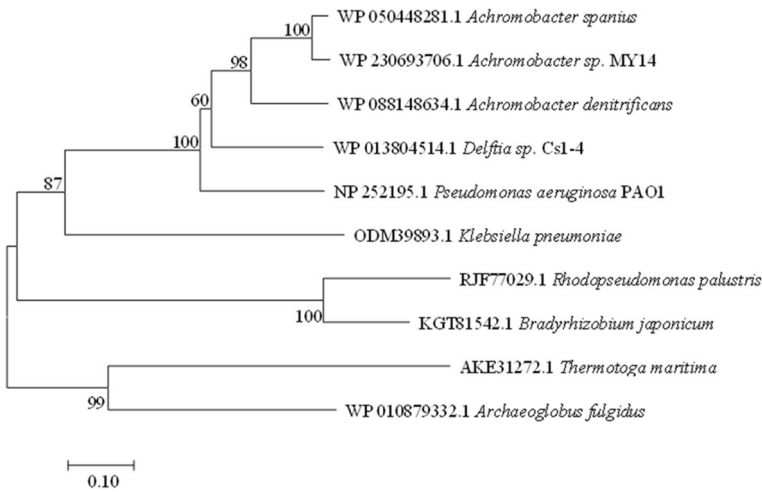 WP 050448281.1 Achromobacter spanius
100
WP 230693706.1 Achromobacter sp. MY14
98
WP 088148634.1 Achromobacter denitrificans
60
WP 013804514.1 Delftia sp. Cs1-4
100
NP 252195.1 Pseudomonas aeruginosa PAO1
87
ODM39893.1 Klebsiella pneumoniae
RJF77029.1 Rhodopseudomonas palustris
100
KGT81542.1 Bradyrhizobium japonicum
AKE31272.1 Thermotoga maritima
99
WP 010879332.1 Archaeoglobus fulgidus
0.10